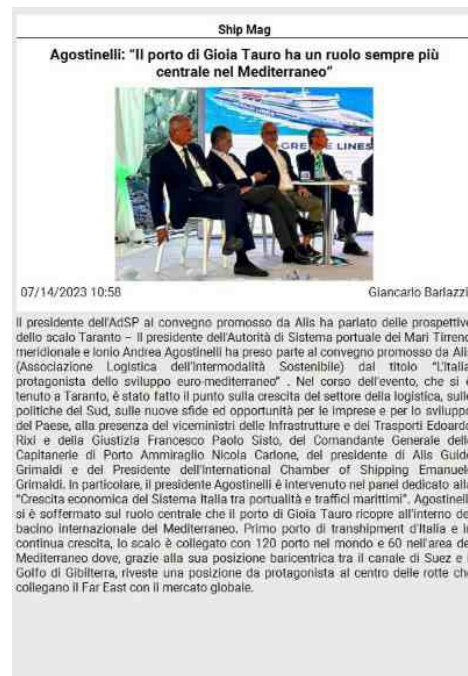 Ship Mag
Agostinelli: “Il porto di Gioia Tauro ha un ruolo sempre più
centrale nel Mediterraneo”
LINES
07/14/2023 10:58
Giancarlo Barlazzi
Il presidente dell'AdSP al convegno promosso da Alis ha parlato delle prospettive
dello scalo Taranto – Il presidente dell'Autorità di Sistema portuale dei Mari Tirreno
meridionale e Ionio Andrea Agostinelli ha preso parte al convegno promosso da Ali
(Associazione Logistica dell'Intermodalità Sostenibile) dal titolo “L'Italia
protagonista dello sviluppo euro-mediterraneo” . Nel corso dell'evento, che si è
tenuto a Taranto, è stato fatto il punto sulla crescita del settore della logistica, sulle
politiche del Sud, sulle nuove sfide ed opportunità per le imprese e per lo sviluppo
del Paese, alla presenza del viceministri delle Infrastrutture e dei Trasporti Edoardo
Rixi e della Giustizia Francesco Paolo Sisto, del Comandante Generale delle
Capitanerie di Porto Ammiraglio Nicola Carlone, del presidente di Alis Guido
Grimaldi e del Presidente dell'International Chamber of Shipping Emanuele
Grimaldi. In particolare, il presidente Agostinelli è intervenuto nel panel dedicato alla
“Crescita economica del Sistema Italia tra portualità e traffici marittimi”. Agostinelli
si è soffermato sul ruolo centrale che il porto di Gioia Tauro ricopre all'interno del
bacino internazionale del Mediterraneo. Primo porto di transhipment d'Italia e in
continua crescita, lo scalo è collegato con 120 porto nel mondo e 60 nell'area del
Mediterraneo dove, grazie alla sua posizione baricentrica tra il canale di Suez e i
Golfo di Gibilterra, riveste una posizione da protagonista al centro delle rotte che
collegano il Far East con il mercato globale.